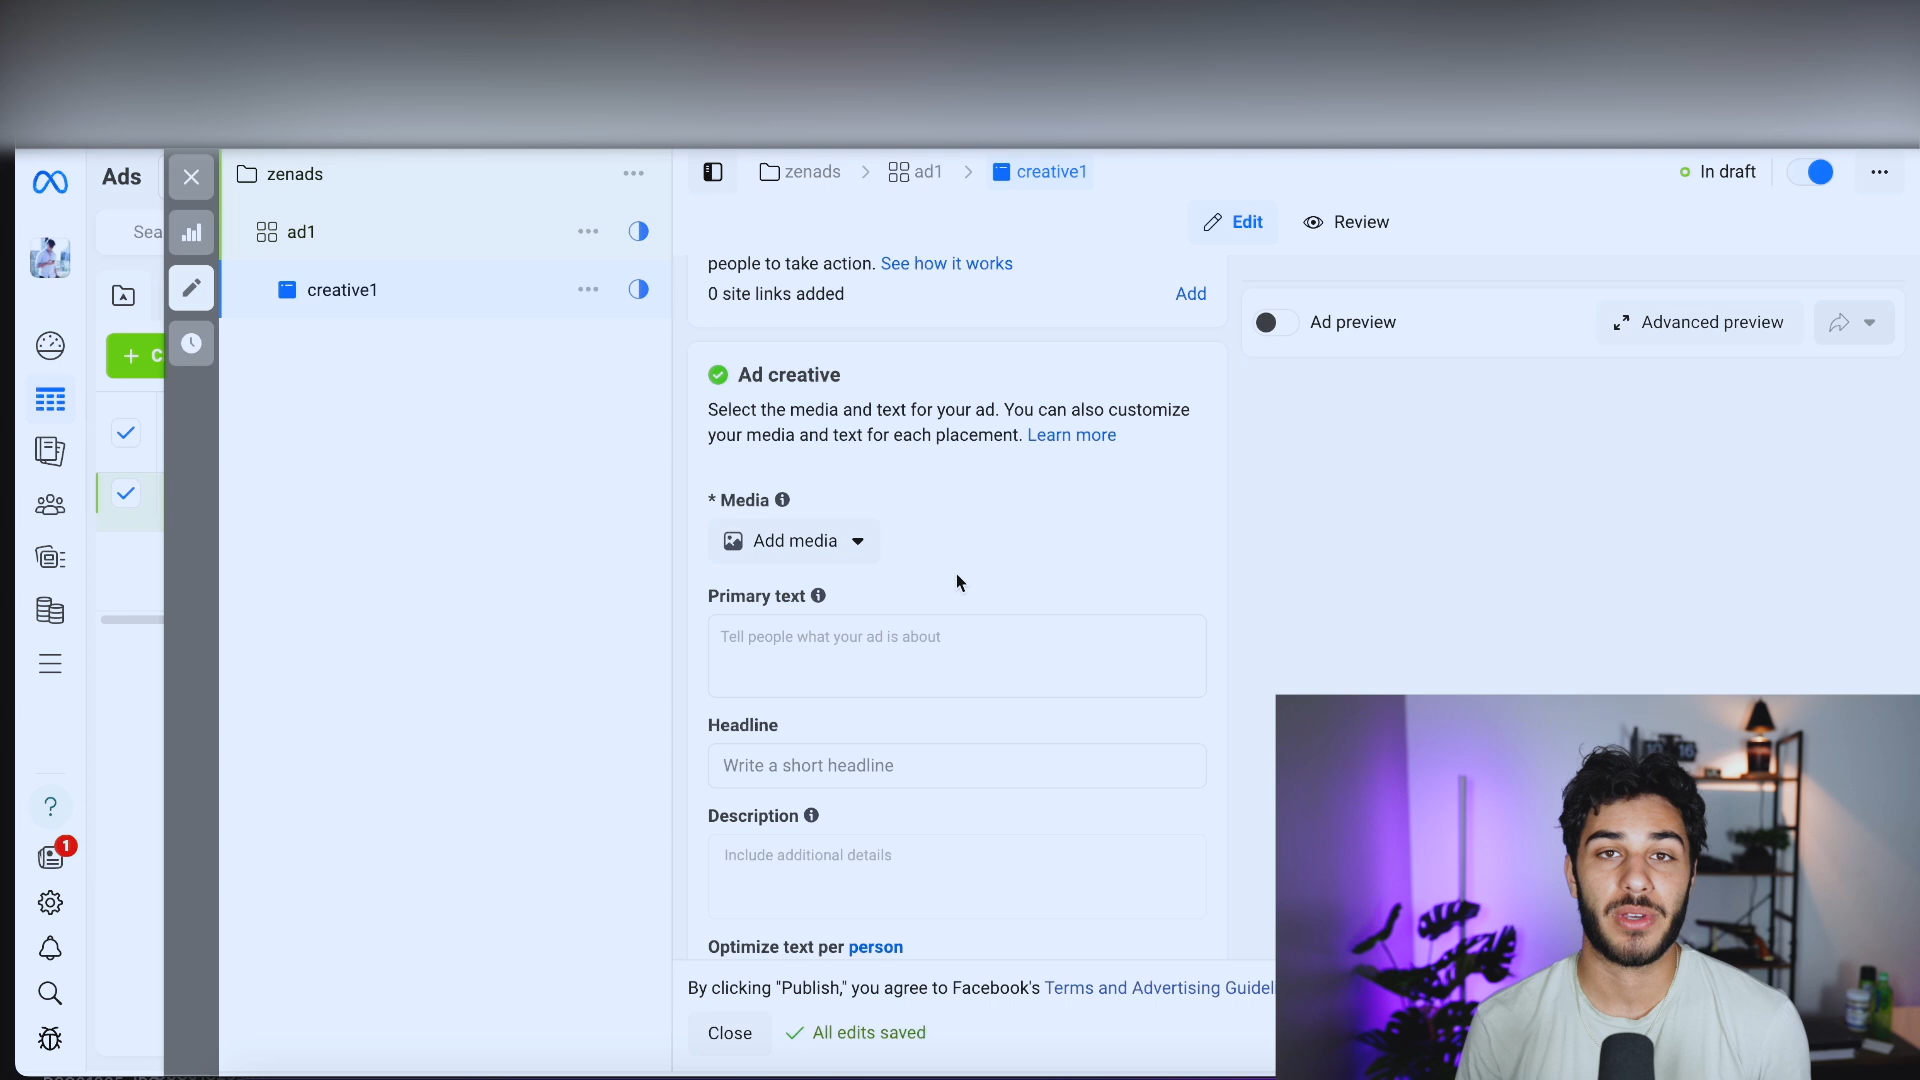 Ads
Sea
C
zenads
ad1
creative1
zenads
ad1
creative1
In draft
Edit
Review
people to take action. See how it works
0 site links added
Add
Ad preview
Advanced preview
Ad creative
Select the media and text for your ad. You can also customize
your media and text for each placement. Learn more
* Media
Add media
Primary text
Tell people what your ad is about
Headline
Write a short headline
Description
Include additional details
Optimize text per person
By clicking "Publish," you agree to Facebook's Terms and Advertising Guidel
Close
All edits saved
1
10 16